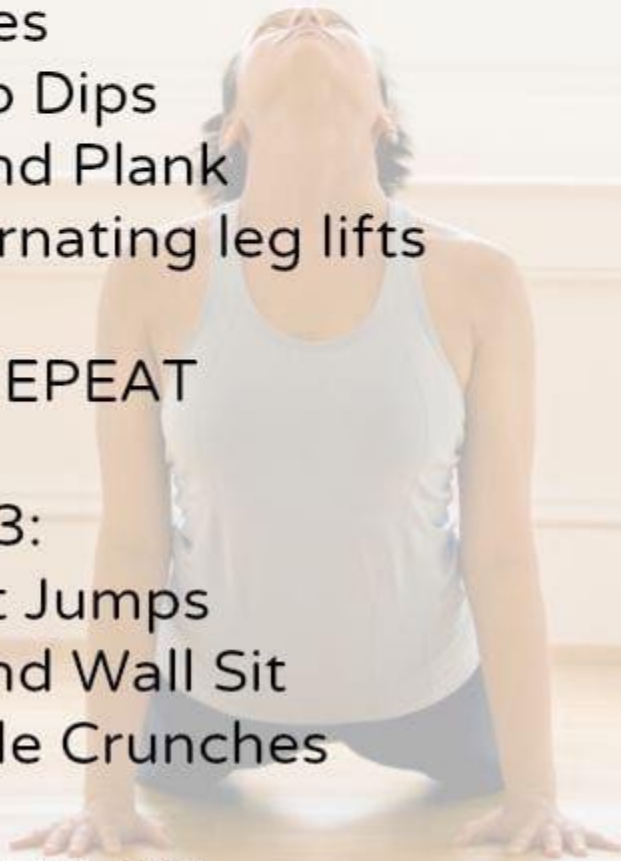 es
o Dips
nd Plank
rnating leg lifts
EPEAT
3:
t Jumps
nd Wall Sit
le Crunches